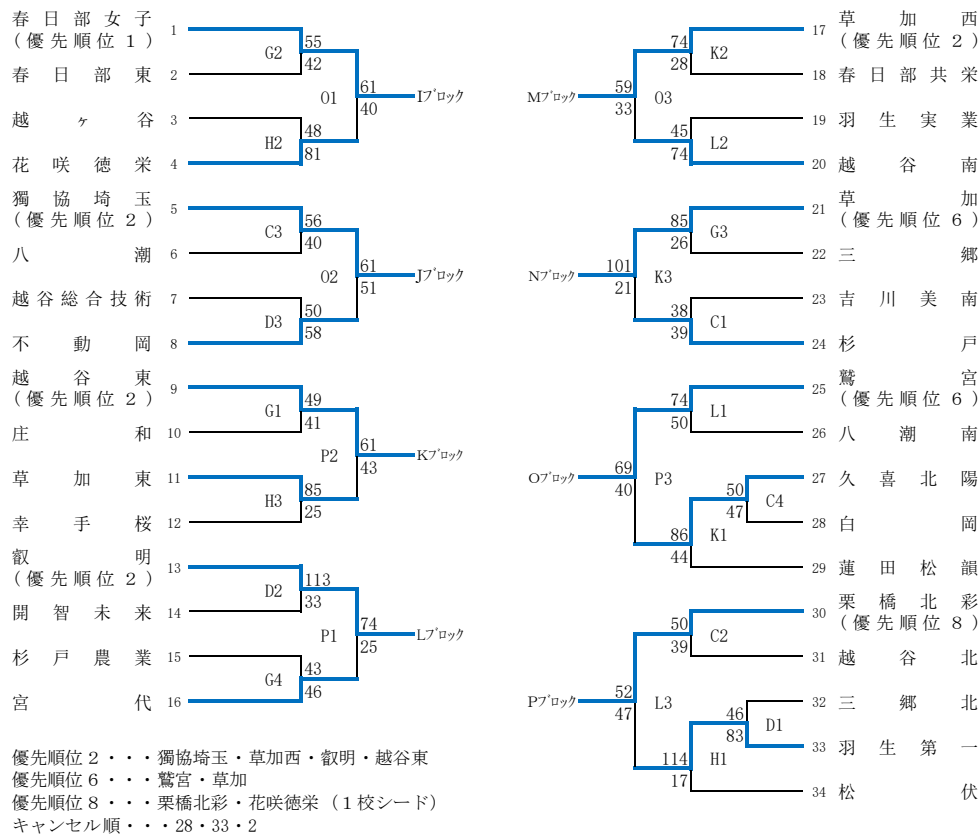 春日部女子 1
(優先順位 1)
G2 55
42
春日部東 2
O1 61
40
Iブロック
越ヶ谷 3
H2 48
81
花咲徳栄 4
獨協埼玉 5
(優先順位 2)
C3 56
40
八潮 6
O2 61
51
Jブロック
越谷総合技術 7
D3 50
58
不動岡 8
越谷東 9
(優先順位 2)
G1 49
41
庄和 10
P2 61
43
Kブロック
草加東 11
H3 85
25
幸手桜 12
叡明 13
(優先順位 2)
D2 113
33
開智未来 14
P1 74
25
Lブロック
杉戸農業 15
G4 43
46
宮代 16
17 草加西
(優先順位 2)
74 K2
28
18 春日部共栄
Mブロック
59 O3
33
19 羽生実業
45 L2
74
20 越谷南
21 草加
(優先順位 6)
85 G3
26
22 三郷
Nブロック
101 K3
21
23 吉川美南
38 C1
39
24 杉戸
25 鷲宮
(優先順位 6)
74 L1
50
26 八潮南
Oブロック
69 P3
40
27 久喜北陽
50 C4
47
28 白岡
86 K1
44
29 蓮田松韻
30 栗橋北彩
(優先順位 8)
50 C2
39
31 越谷北
Pブロック
52 L3
47
32 三郷北
46 D1
83
33 羽生第一
114 H1
17
34 松伏
優先順位2・・・獨協埼玉・草加西・叡明・越谷東
優先順位6・・・鷲宮・草加
優先順位8・・・栗橋北彩・花咲徳栄(1校シード)
キャンセル順・・・28・33・2